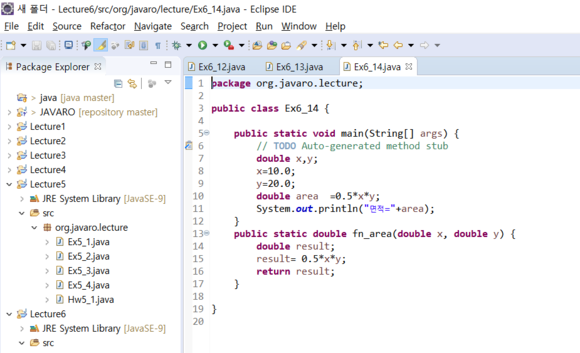 새 폴더 - Lecture6/src/org/javaro/lecture/Ex6_14.java - Eclipse IDE
File Edit Source Refactor Navigate Search Project Run Window Help
Package Explorer
Ex6_12.java Ex6_13.java Ex6_14.java
> java [java master]
> JAVARO [repository master]
Lecture1
Lecture2
Lecture3
Lecture4
Lecture5
JRE System Library [JavaSE-9]
src
org.javaro.lecture
Ex5_1.java
Ex5_2.java
Ex5_3.java
Ex5_4.java
Hw5_1.java
Lecture6
JRE System Library [JavaSE-9]
src
1 package org.javaro.lecture;
2
3 public class Ex6_14 {
4
5 public static void main(String[] args) {
6 // TODO Auto-generated method stub
7 double x,y;
8 x=10.0;
9 y=20.0;
10 double area =0.5*x*y;
11 System.out.println("면적="+area);
12 }
13 public static double fn_area(double x, double y) {
14 double result;
15 result= 0.5*x*y;
16 return result;
17 }
18
19 }
20